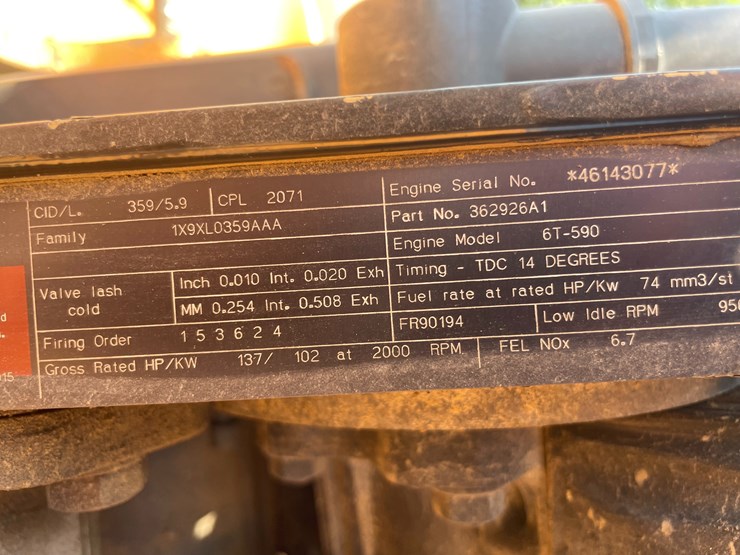 CID/L. 359/5.9 CPL 2071
Family 1X9XL0359AAA
Valve lash cold
Inch 0.010 Int. 0.020 Exh
MM 0.254 Int. 0.508 Exh
Firing Order 1 5 3 6 2 4
Gross Rated HP/KW 137/ 102 at 2000 RPM
Engine Serial No. *46143077*
Part No. 362926A1
Engine Model 6T-590
Timing - TDC 14 DEGREES
Fuel rate at rated HP/Kw 74 mm3/st
FR90194 Low Idle RPM
FEL NOx 6.7